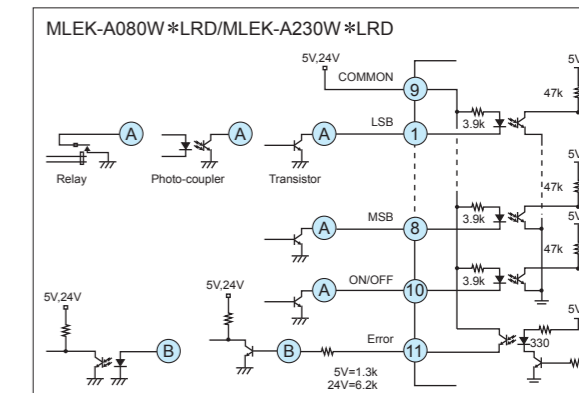 MLEK-A080W*LRD/MLEK-A230W*LRD
5V,24V
COMMON
9
5V
47k
A
A
A
LSB
1
3.9k
Relay
Photo-coupler
Transistor
47k
5V
A
MSB
8
3.9k
5V
47k
A
ON/OFF
10
3.9k
5V,24V
5V,24V
5V
B
B
Error
11
330
5V=1.3k
24V=6.2k